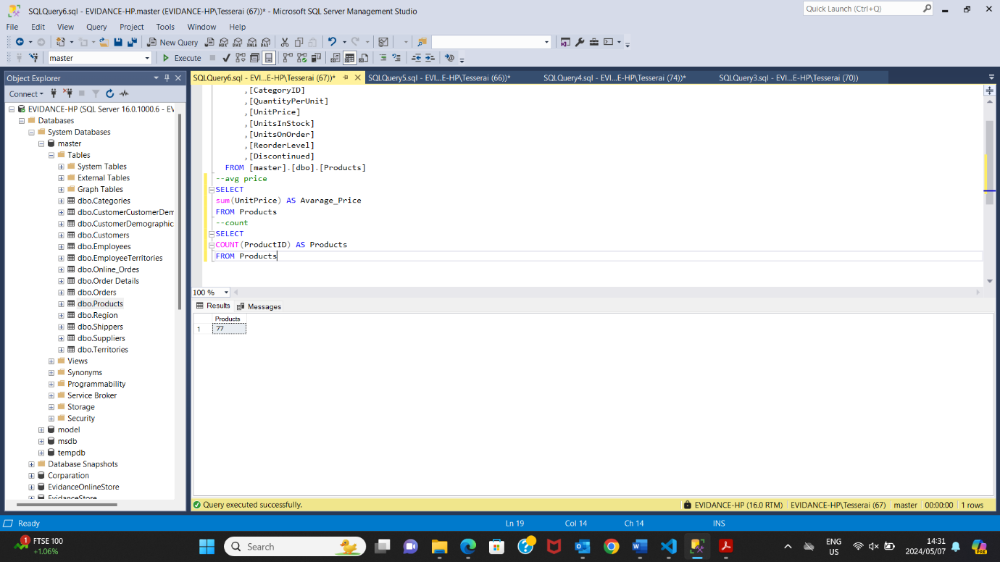 SQLQuery6.sql - EVIDANCE-HP.master (EVIDANCE-HP\Tesserai (67))* - Microsoft SQL Server Management Studio
Quick Launch (Ctrl+Q)
File Edit View Query Project Tools Window Help
New Query
MDX DMX XMLA DAX
master
Execute
Object Explorer
Connect
EVIDANCE-HP (SQL Server 16.0.1000.6 - EV
Databases
System Databases
master
Tables
System Tables
External Tables
Graph Tables
dbo.Categories
dbo.CustomerCustomerDem
dbo.CustomerDemographic
dbo.Customers
dbo.Employees
dbo.EmployeeTerritories
dbo.Online_Ordes
dbo.Order Details
dbo.Orders
dbo.Products
dbo.Region
dbo.Shippers
dbo.Suppliers
dbo.Territories
Views
Synonyms
Programmability
Service Broker
Storage
Security
model
msdb
tempdb
Database Snapshots
Corparation
EvidanceOnlineStore
EvidanceStore
SQLQuery6.sql - EVI...E-HP\Tesserai (67))*
SQLQuery5.sql - EVI...E-HP\Tesserai (66))*
SQLQuery4.sql - EVI...E-HP\Tesserai (74))*
SQLQuery3.sql - EVI...E-HP\Tesserai (70))
,[CategoryID]
,[QuantityPerUnit]
,[UnitPrice]
,[UnitsInStock]
,[UnitsOnOrder]
,[ReorderLevel]
,[Discontinued]
FROM [master].[dbo].[Products]
--avg price
SELECT
sum(UnitPrice) AS Avarage_Price
FROM Products
--count
SELECT
COUNT(ProductID) AS Products
FROM Products
100 %
Results Messages
Products
1 77
Query executed successfully.
EVIDANCE-HP (16.0 RTM) EVIDANCE-HP\Tesserai (67) master 00:00:00 1 rows
Ready Ln 19 Col 14 Ch 14 INS
1
FTSE 100
+1.06%
Search
ENG
US
14:31
2024/05/07
PRE